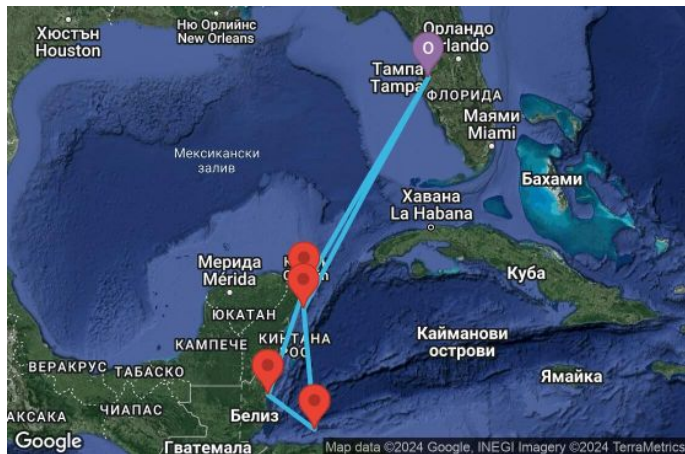 Хюстън
Houston
Ню Орлийнс
New Orleans
Орландо
Тампа
Tampa
ФЛОРИДА
Маями
Miami
Мексикански
залив
Бахами
Хавана
La Habana
Мерида
Mérida
Куба
ЮКАТАН
КАМПЕЧЕ
Кайманови
острови
ВЕРАКРУС
ТАБАСКО
Ямайка
ЧИАПАС
Белиз
Гватемала
Google
Map data ©2024 Google, INEGI Imagery ©2024 TerraMetrics
O